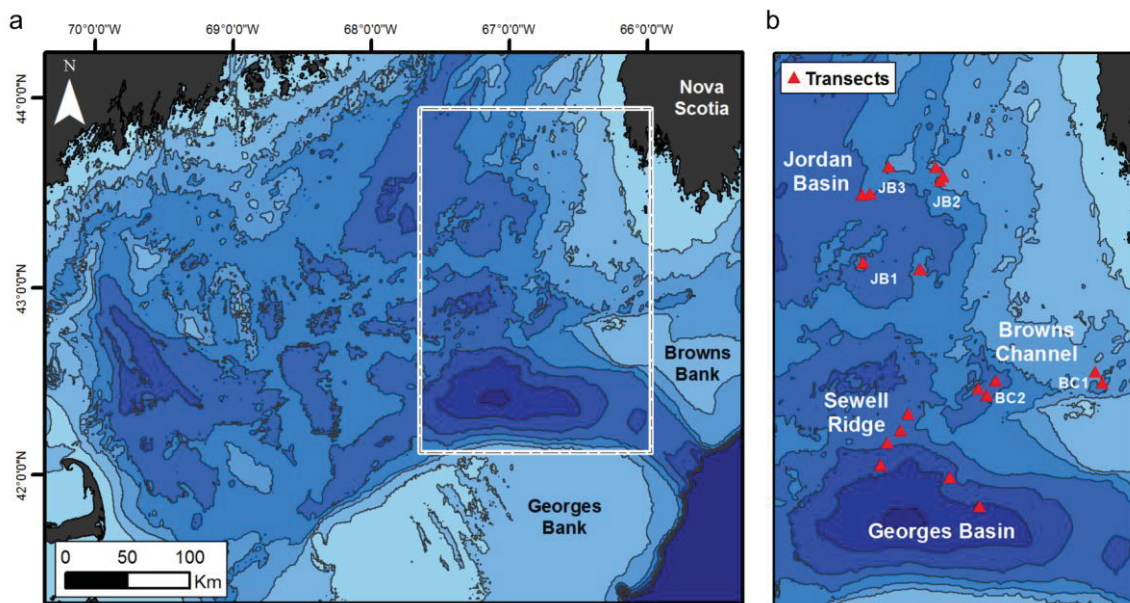 a
70°0'0"W
69°0'0"W
68°0'0"W
67°0'0"W
66°0'0"W
44°0'0"N
43°0'0"N
42°0'0"N
N
Nova
Scotia
Browns
Bank
Georges
Bank
0
50
100
Km
b
Transects
Jordan
Basin
JB3
JB2
JB1
Browns
Channel
BC1
BC2
Sewell
Ridge
Georges Basin